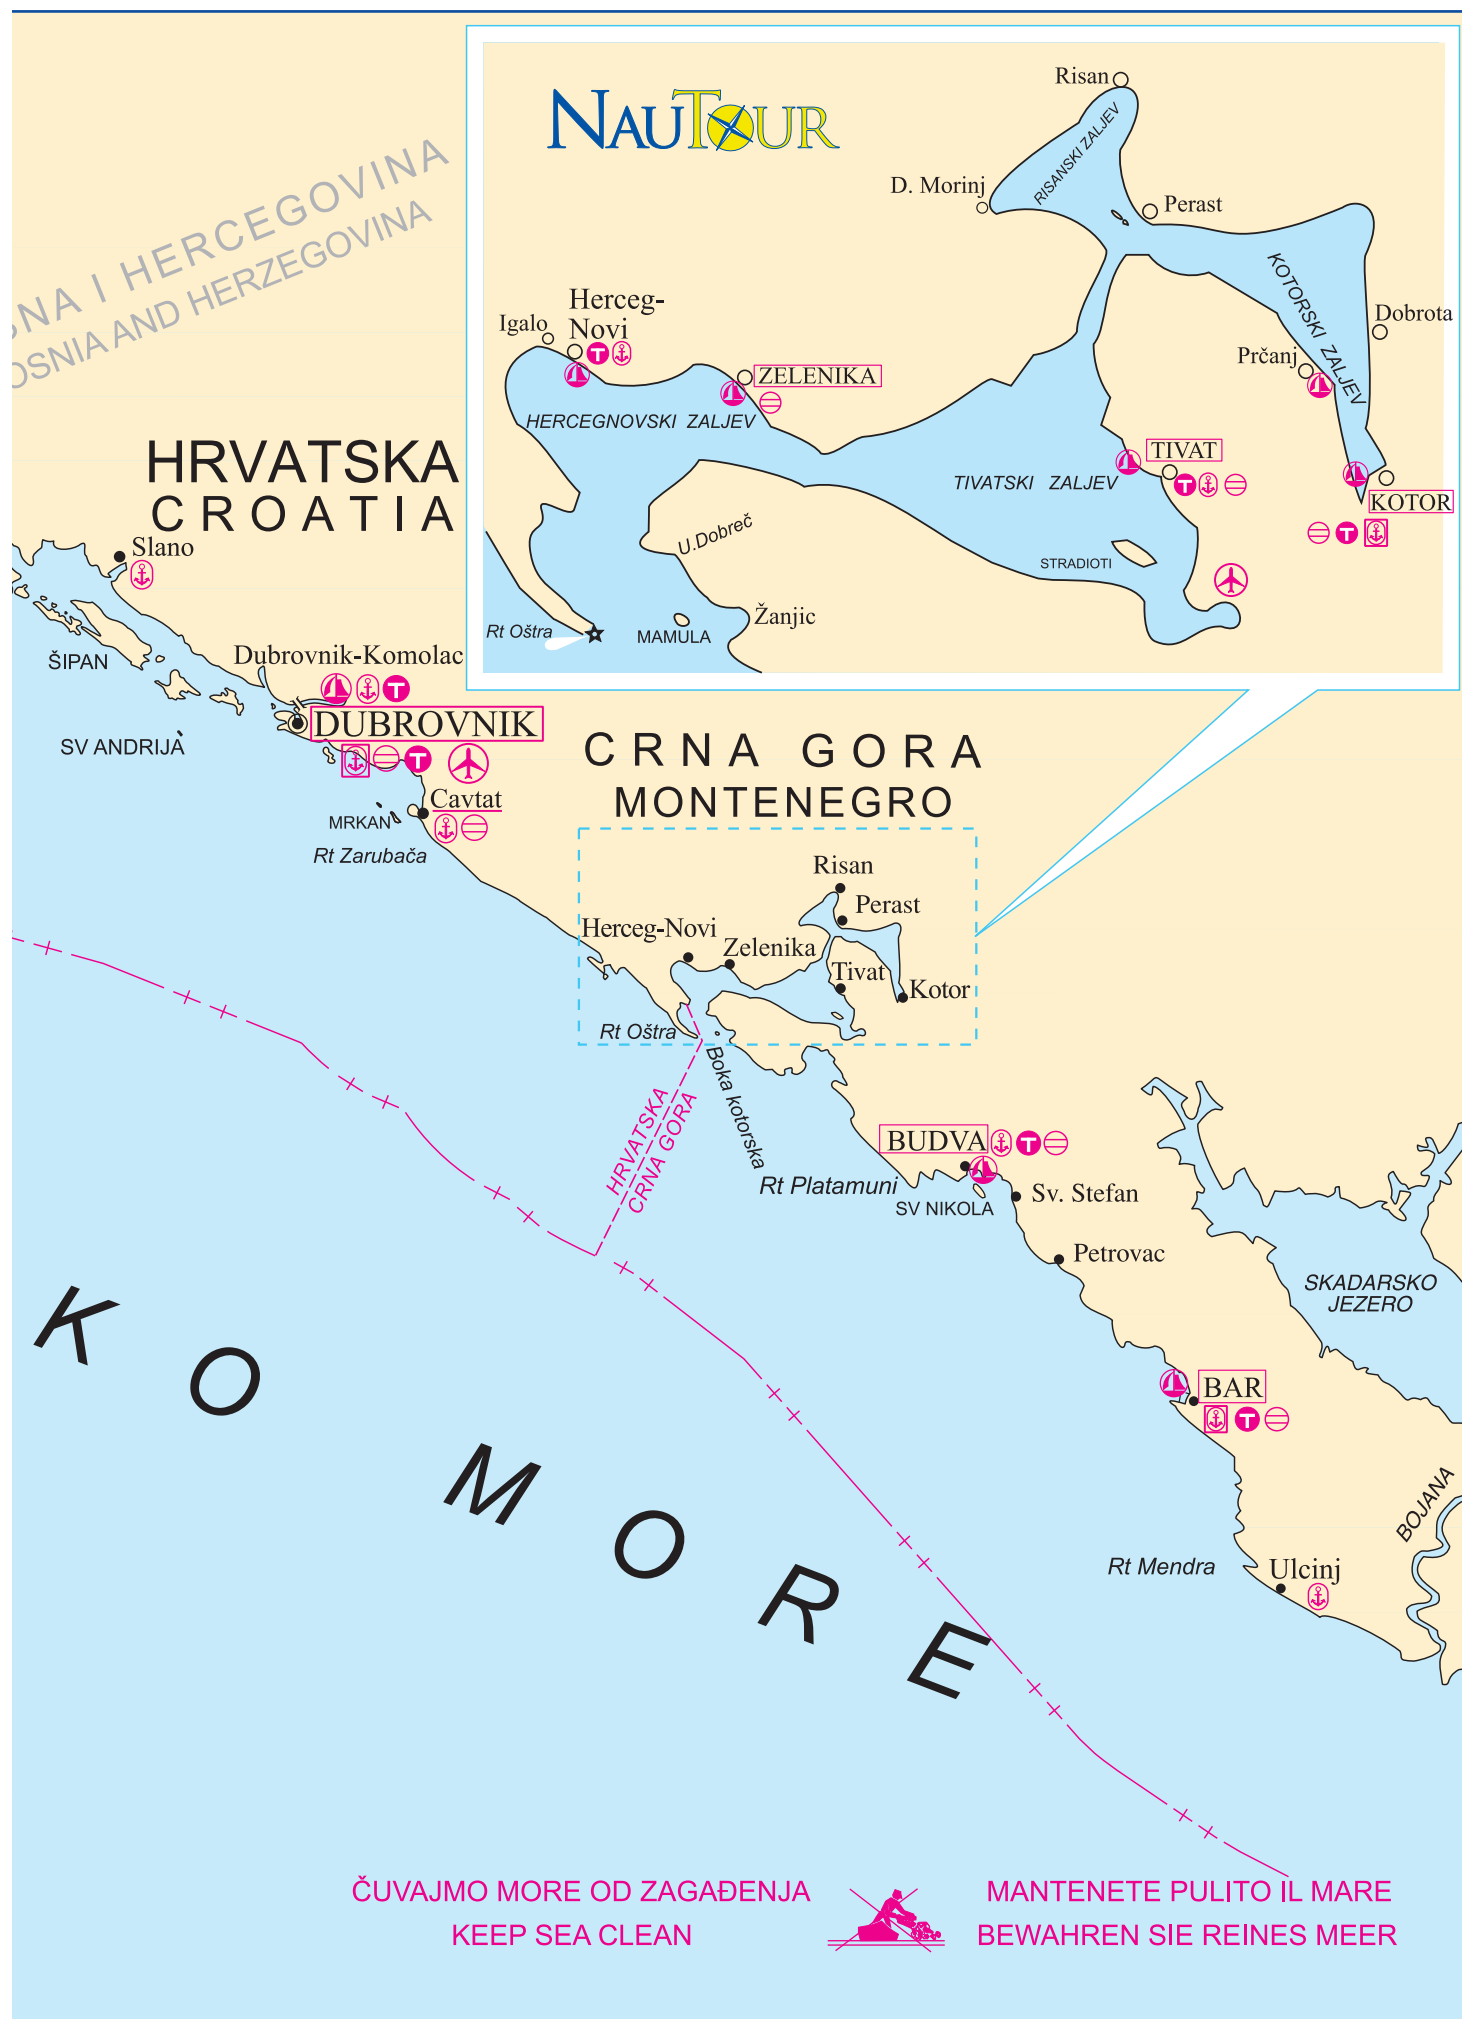 NAUTOUR
Risan
RISANSKI ZALJEV
D. Morinj
Perast
KOTORSKI ZALJEV
Dobrota
Prčanj
Herceg-
Novi
Igalo
ZELENIKA
HERCEGNOVSKI ZALJEV
TIVAT
TIVATSKI ZALJEV
KOTOR
U.Dobreč
STRADIOTI
Rt Oštra
MAMULA
Žanjic
SNA I HERCEGOVINA
OSNIA AND HERZEGOVINA
HRVATSKA
CROATIA
Slano
ŠIPAN
Dubrovnik-Komolac
DUBROVNIK
SV ANDRIJA
CRNA GORA
MONTENEGRO
Cavtat
MRKAN
Rt Zarubača
Risan
Perast
Herceg-Novi
Zelenika
Tivat
Kotor
Rt Oštra
Boka kotorska
HRVATSKA
CRNA GORA
BUDVA
Rt Platamuni
SV NIKOLA
Sv. Stefan
Petrovac
SKADARSKO
JEZERO
KO MORE
BAR
BOJANA
Rt Mendra
Ulcinj
ČUVAJMO MORE OD ZAGAĐENJA
KEEP SEA CLEAN
MANTENETE PULITO IL MARE
BEWAHREN SIE REINES MEER